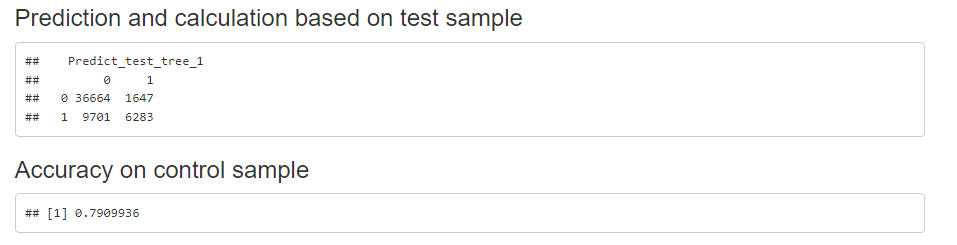 Prediction and calculation based on test sample
##    Predict_test_tree_1
##         0     1
##   0 36664  1647
##   1  9701  6283
Accuracy on control sample
## [1] 0.7909936